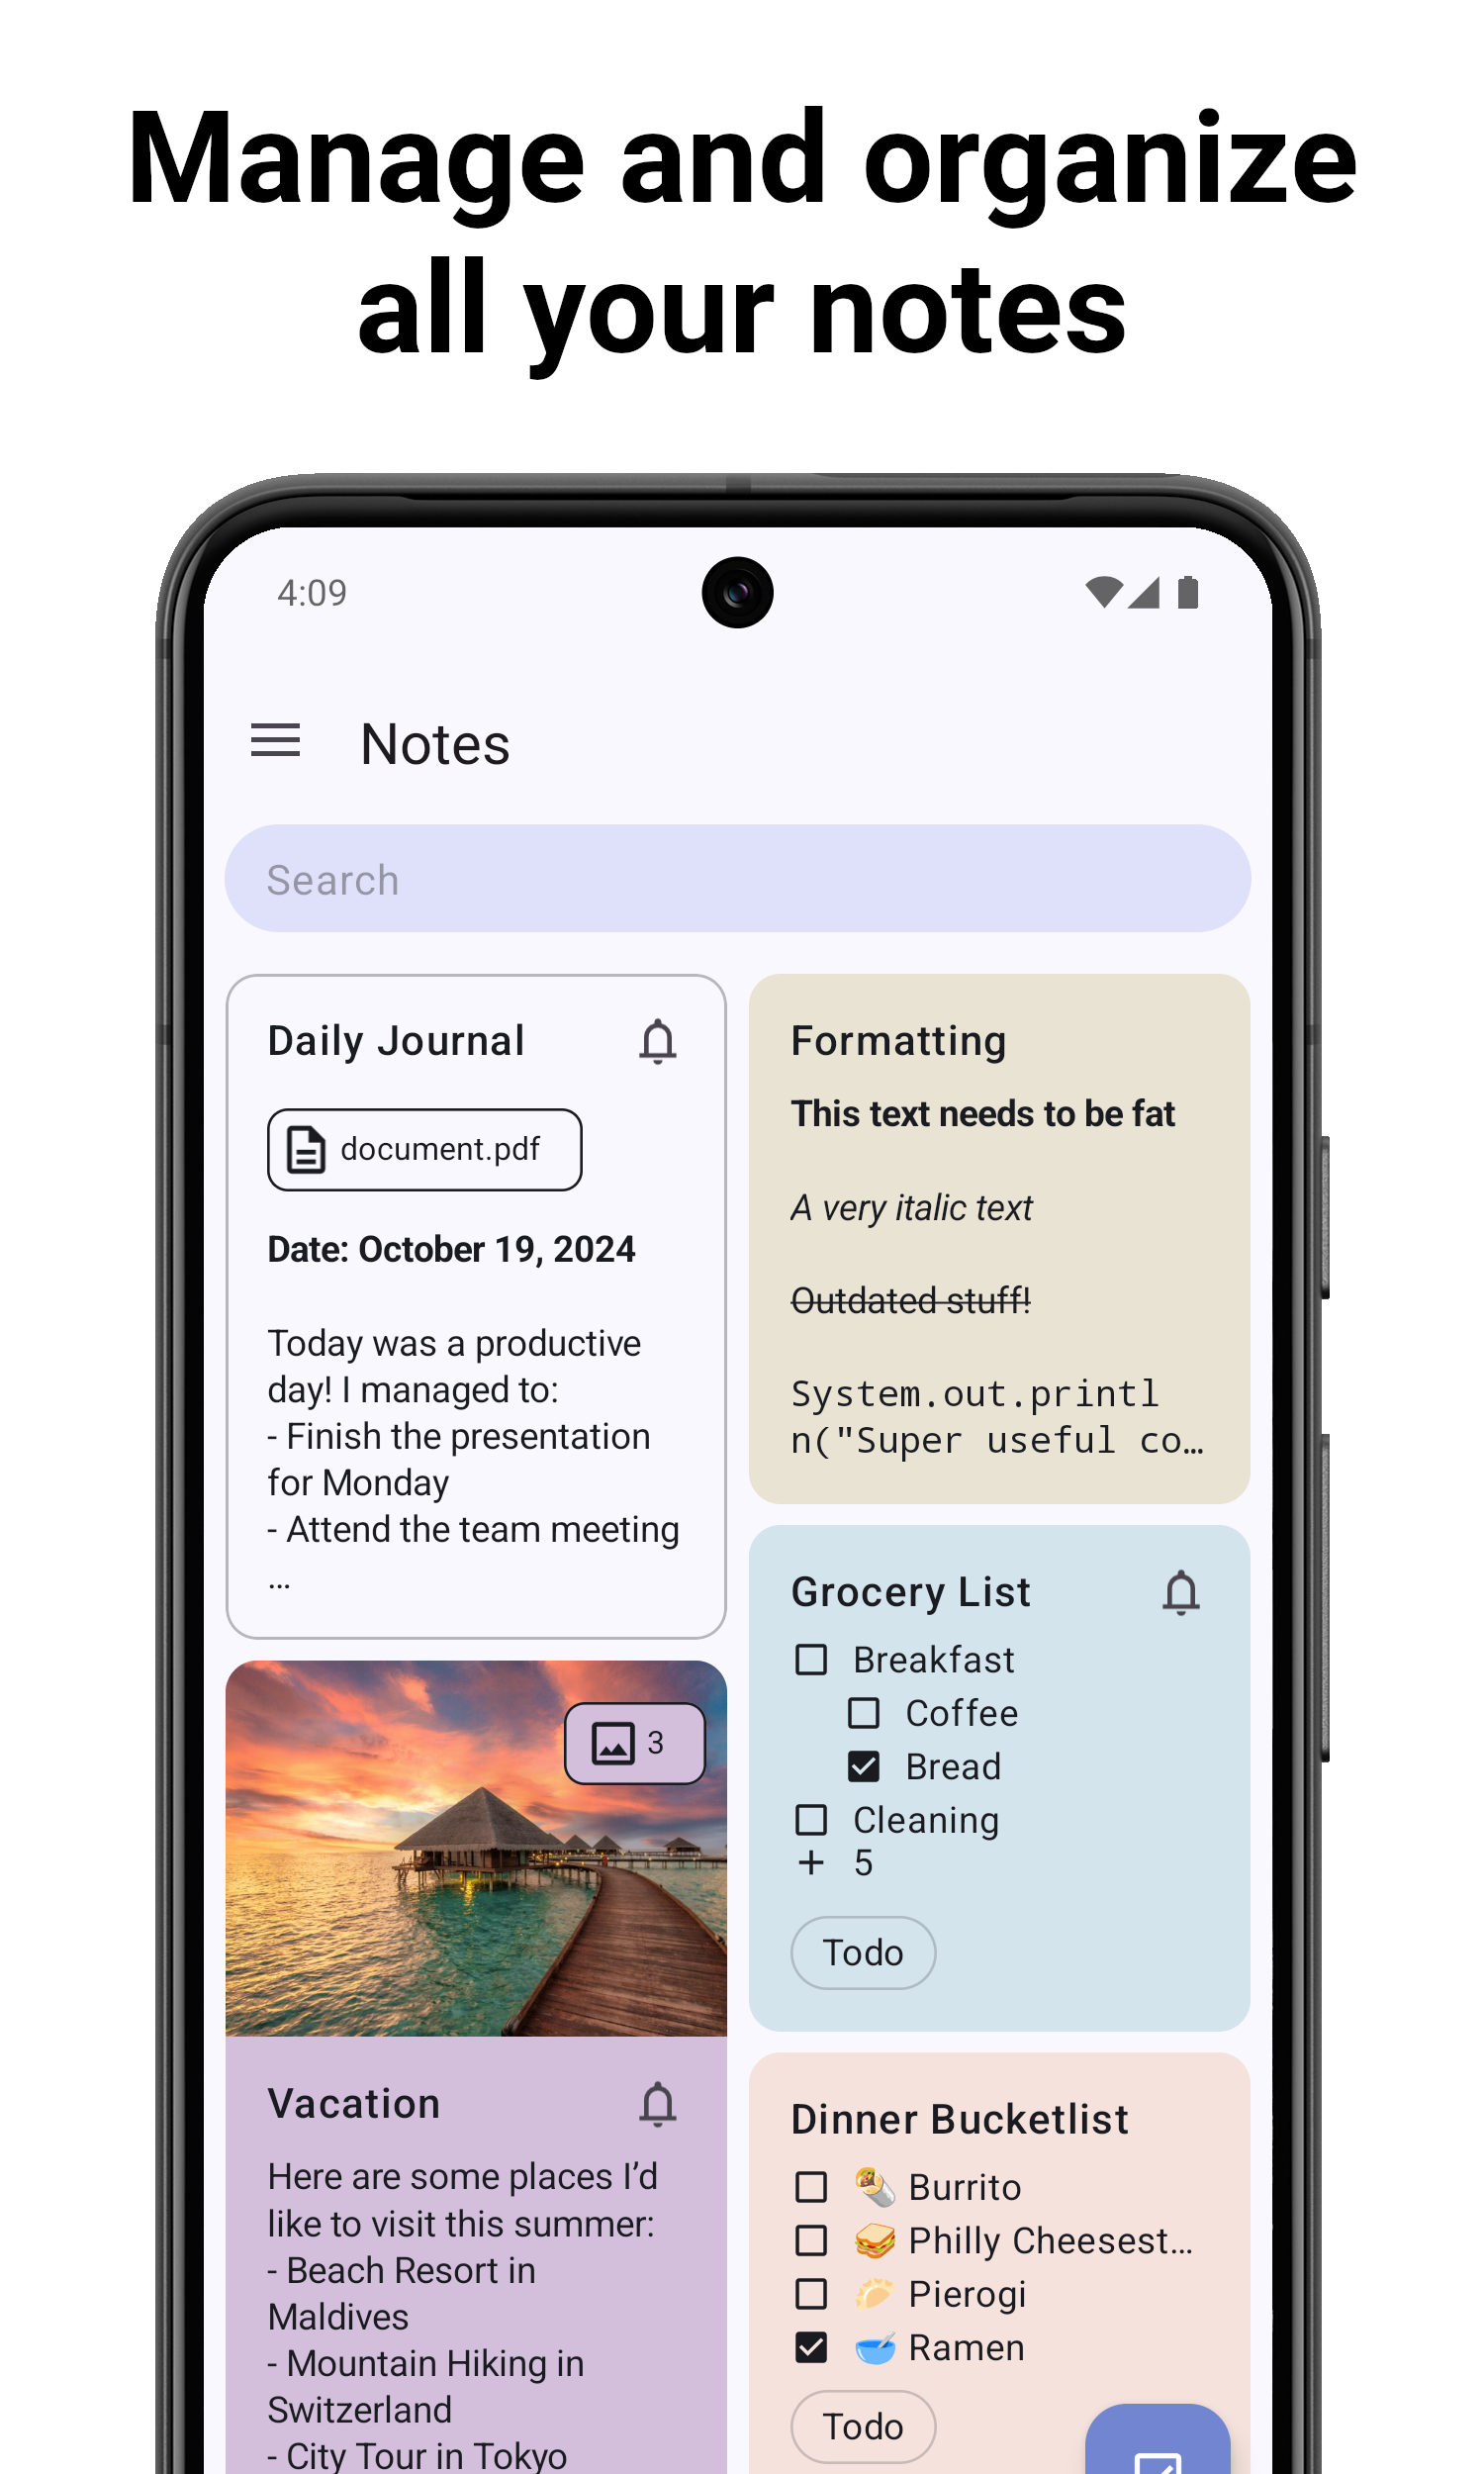 Manage and organize
all your notes
4:09
Notes
Search
Daily Journal
document.pdf
Date: October 19, 2024
Today was a productive
day! I managed to:
- Finish the presentation
for Monday
- Attend the team meeting
…
3
Vacation
Here are some places I’d
like to visit this summer:
- Beach Resort in
Maldives
- Mountain Hiking in
Switzerland
- City Tour in Tokyo
Formatting
This text needs to be fat
A very italic text
Outdated stuff!
System.out.printl
n("Super useful co…
Grocery List
Breakfast
Coffee
Bread
Cleaning
+ 5
Todo
Dinner Bucketlist
🌯 Burrito
🥪 Philly Cheesest…
🥟 Pierogi
🥣 Ramen
Todo